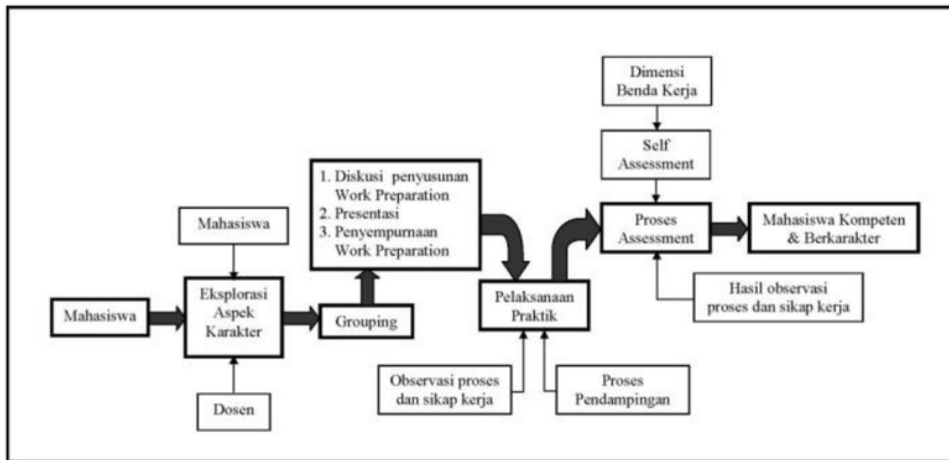 Dimensi
Benda Kerja
Self
Assessment
1. Diskusi penyusunan
Work Preparation
2. Presentasi
3. Penyempurnaan
Work Preparation
Mahasiswa
Proses
Assessment
Mahasiswa Kompeten
& Berkarakter
Mahasiswa
Eksplorasi
Aspek
Karakter
Grouping
Pelaksanaan
Praktik
Hasil observasi
proses dan sikap kerja
Dosen
Observasi proses
dan sikap kerja
Proses
Pendampingan